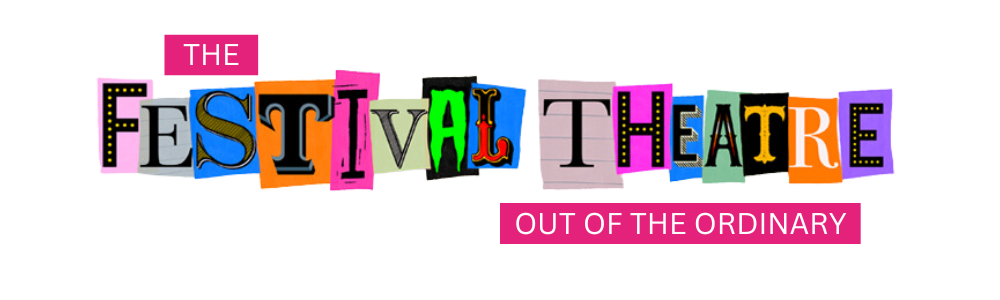 THE
FESTIVAL THEATRE
OUT OF THE ORDINARY